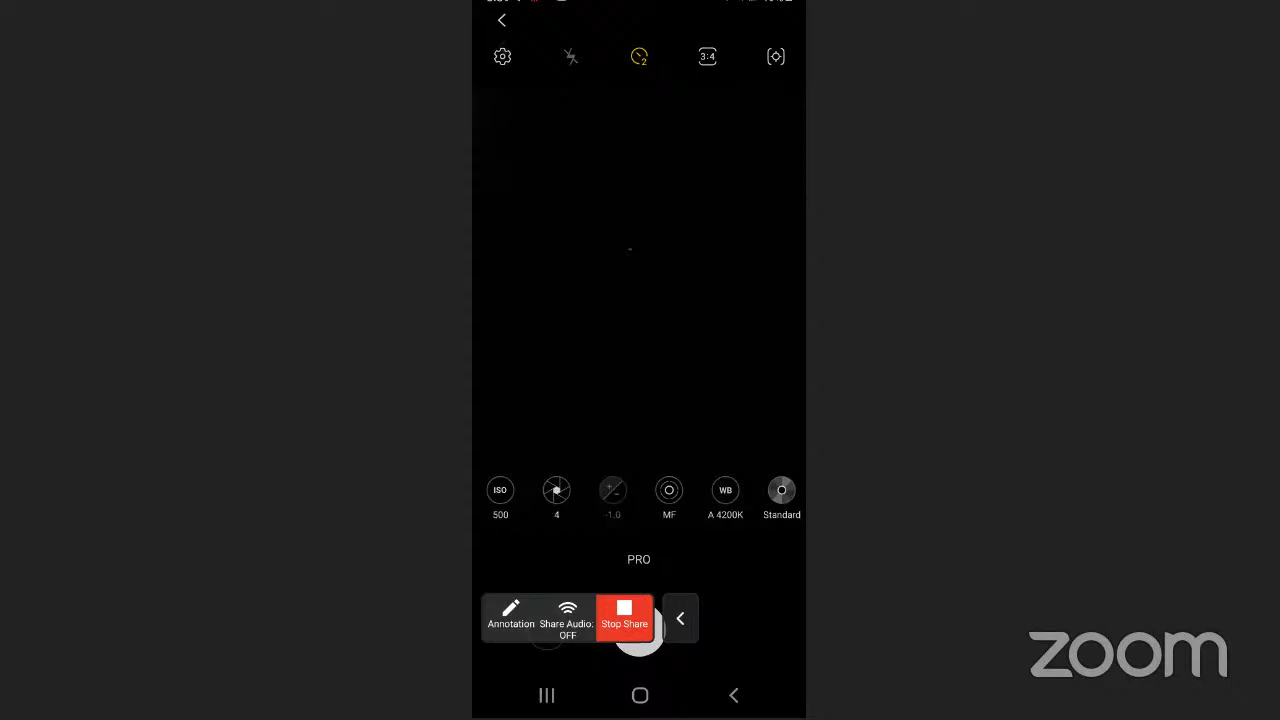 2
3:4
ISO
WB
500
4
-1.0
MF
A 4200K
Standard
PRO
Annotation
Share Audio:
OFF
Stop Share
zoom